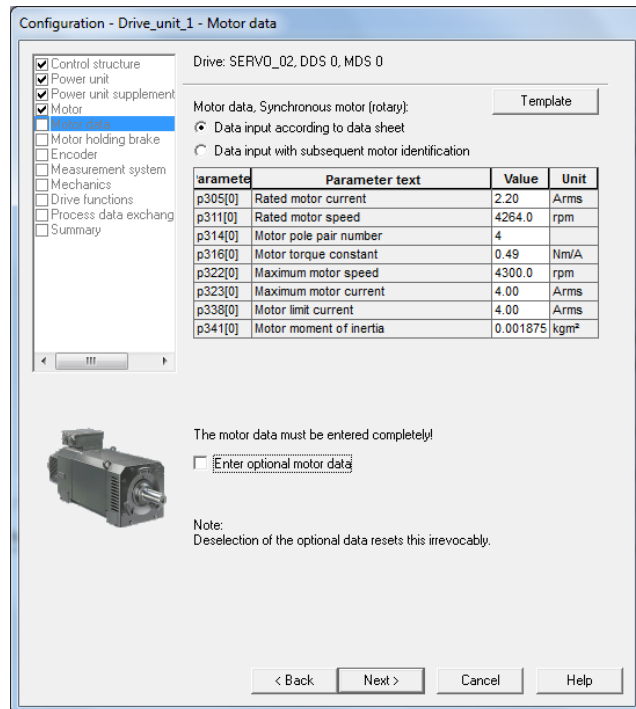 Configuration - Drive_unit_1 - Motor data
Control structure
Power unit
Power unit supplement
Motor
Motor data
Motor holding brake
Encoder
Measurement system
Mechanics
Drive functions
Process data exchang
Summary
Drive: SERVO_02, DDS 0, MDS 0
Motor data, Synchronous motor (rotary):
Template
Data input according to data sheet
Data input with subsequent motor identification
'aramete Parameter text Value Unit
p305[0] Rated motor current 2.20 Arms
p311[0] Rated motor speed 4264.0 rpm
p314[0] Motor pole pair number 4
p316[0] Motor torque constant 0.49 Nm/A
p322[0] Maximum motor speed 4300.0 rpm
p323[0] Maximum motor current 4.00 Arms
p338[0] Motor limit current 4.00 Arms
p341[0] Motor moment of inertia 0.001875 kgm²
The motor data must be entered completely!
Enter optional motor data
Note:
Deselection of the optional data resets this irrevocably.
< Back Next > Cancel Help